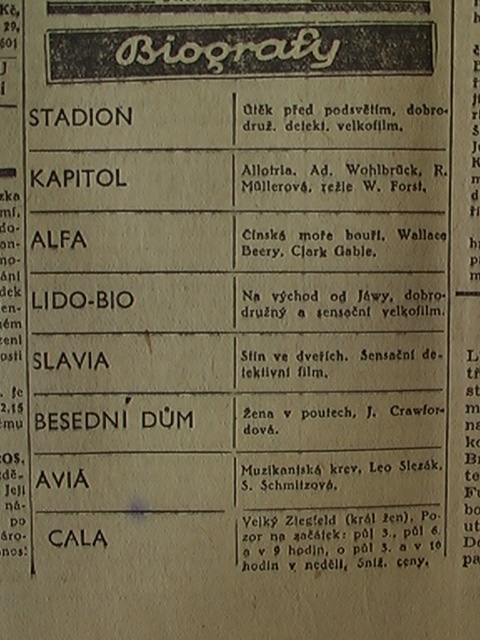 Biografy
STADION
Útěk před podsvětím, dobro-
druž. detekt. velkofilm.
KAPITOL
Allotria. Ad. Wohlbrück, R.
Müllerová, režie W. Forst.
ALFA
Čínská moře bouří, Wallace
Beery, Clark Gable.
LIDO-BIO
Na východ od Jáwy, dobro-
družný a sensační velkofilm.
SLAVIA
Stín ve dveřích. Sensační de-
tektivní film.
BESEDNÍ DŮM
Žena v poutech, J. Crawfor-
dová.
AVIA
Muzikantská krev, Leo Slezák,
S. Schmitzová.
CALA
Velký Ziegfeld (král žen), Po-
zor na začátek: půl 3., půl 6.
a v 9 hodin, o půl 3. a v 10
hodin v neděli. Sníž. ceny.